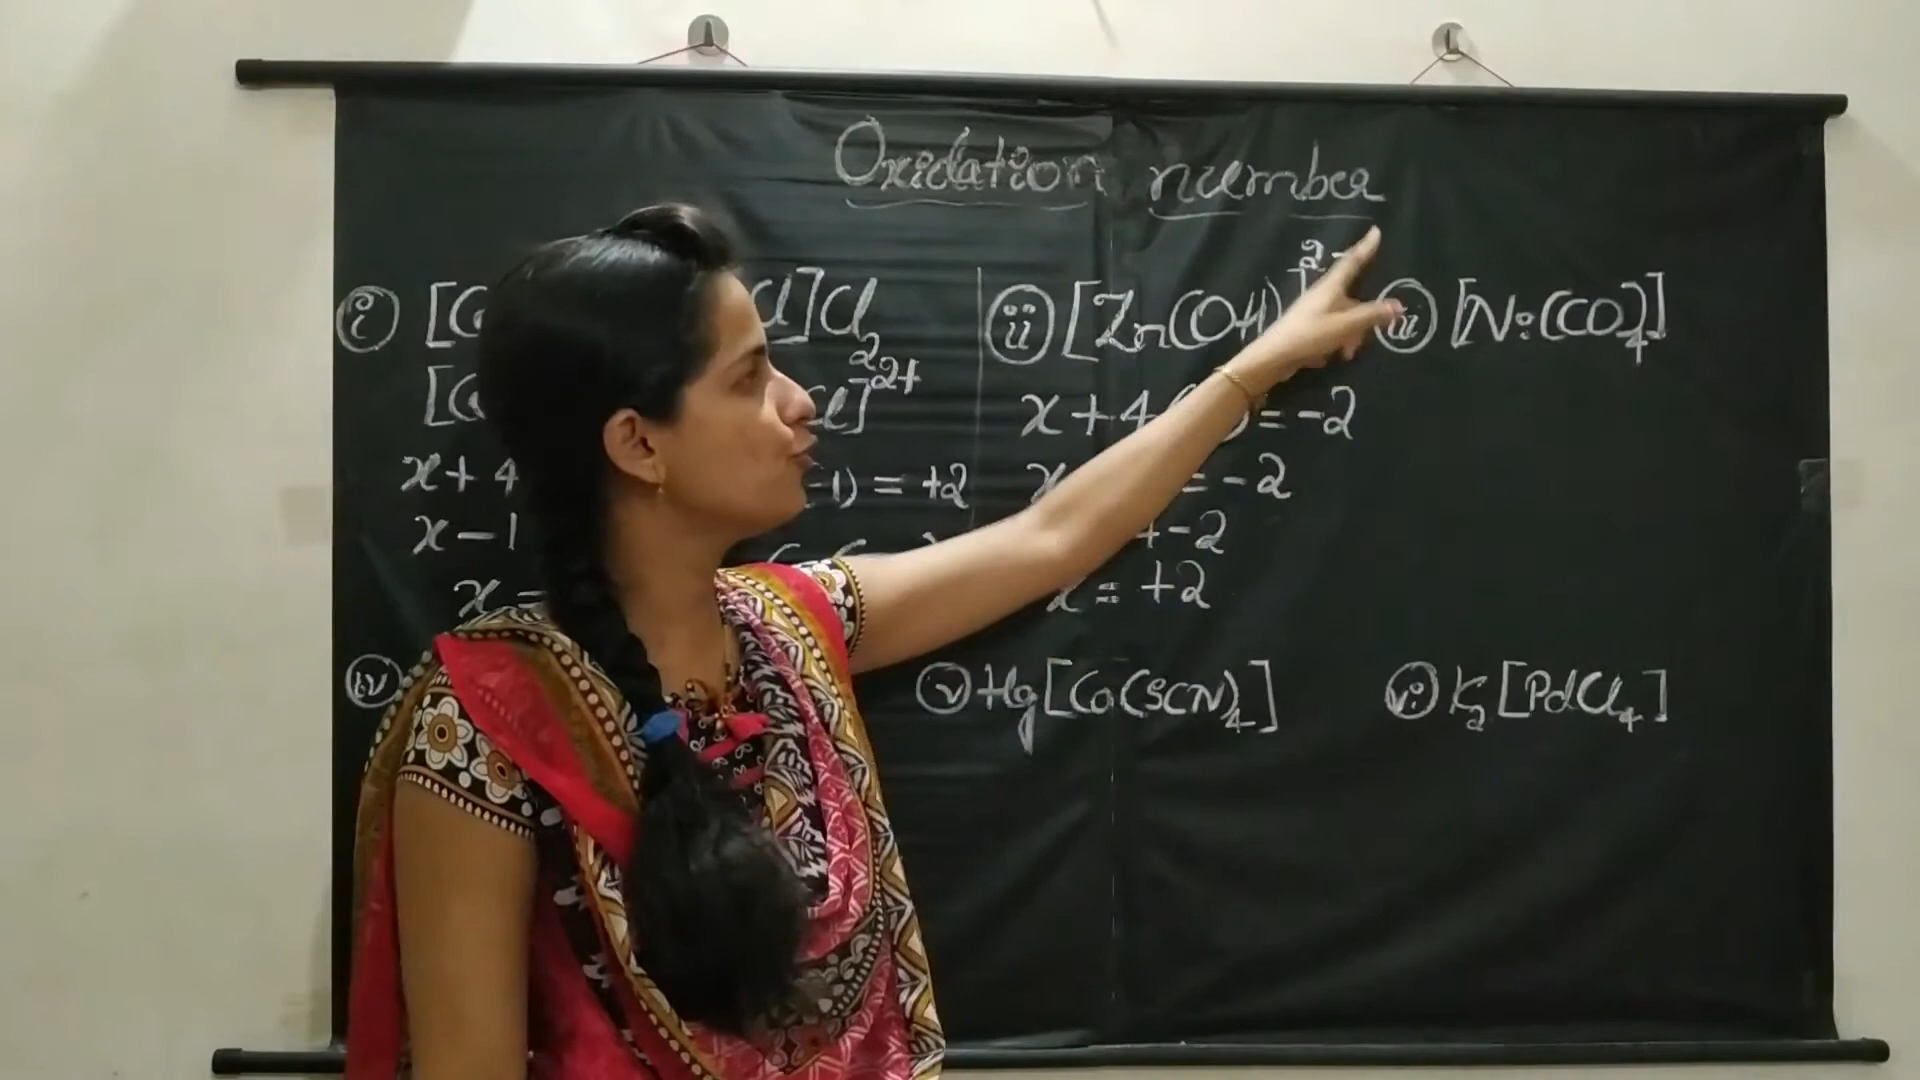 Oxidation number
(i) [C Cl]Cl2
[C Cl]2+
x + 4 -1) = +2
x - 1
x =
(ii) [Zn(OH) ]2-
x + 4 = -2
x = -2
-2
x = +2
(iii) [Ni(CO)4]
(iv)
(v) Hg[Co(SCN)4]
(vi) K2[PdCl4]